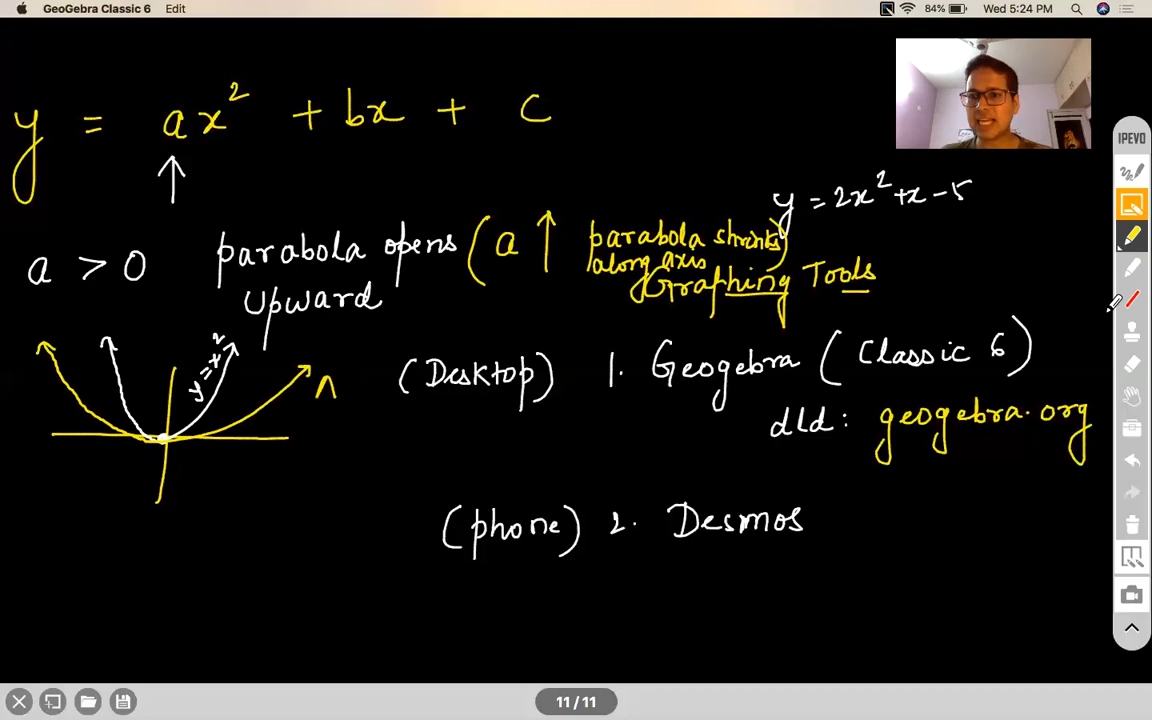 GeoGebra Classic 6 Edit
84% Wed 5:24 PM
y = ax² + bx + c
IPEVO
↑
y = 2x² + x - 5
a > 0 parabola opens (a ↑ parabola shrinks
along axis)
upward
Graphing Tools
y = x²
(Desktop) 1. Geogebra (Classic 6)
dld: geogebra.org
(phone) 2. Desmos
11/11